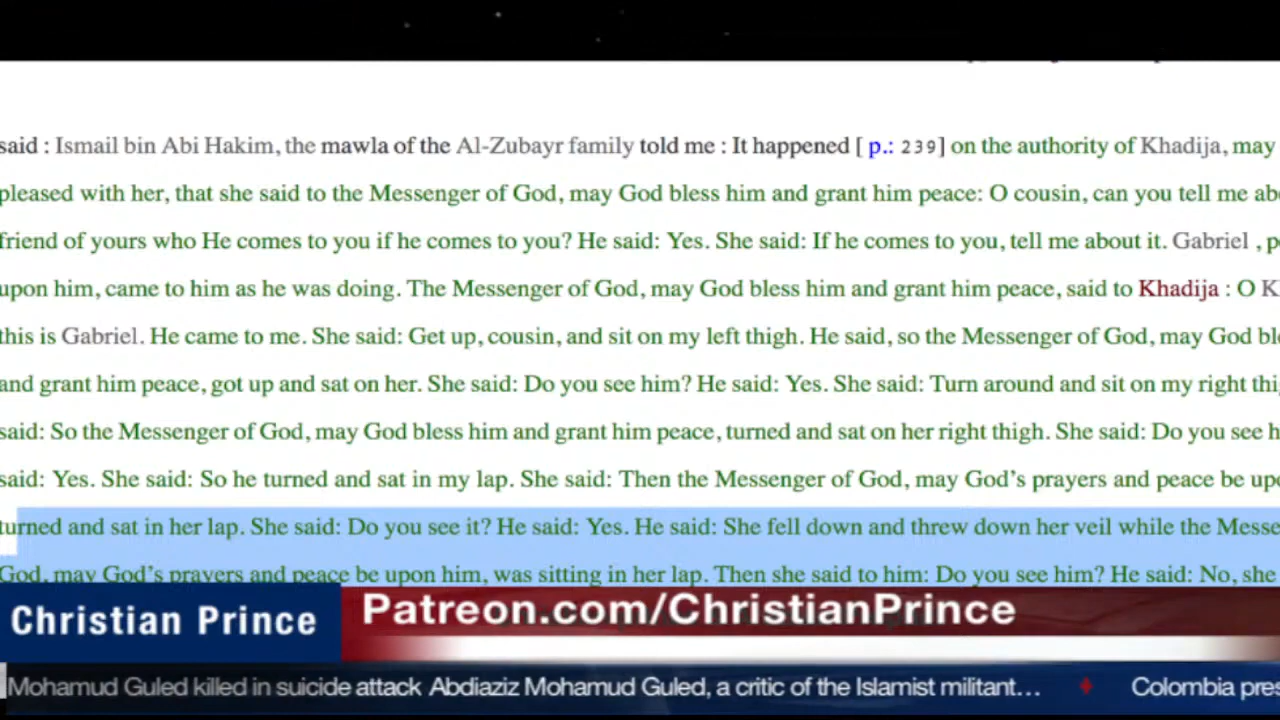 said : Ismail bin Abi Hakim, the mawla of the Al-Zubayr family told me : It happened [ p.: 239] on the authority of Khadija, may
pleased with her, that she said to the Messenger of God, may God bless him and grant him peace: O cousin, can you tell me abo
friend of yours who He comes to you if he comes to you? He said: Yes. She said: If he comes to you, tell me about it. Gabriel , p
upon him, came to him as he was doing. The Messenger of God, may God bless him and grant him peace, said to Khadija : O K
this is Gabriel. He came to me. She said: Get up, cousin, and sit on my left thigh. He said, so the Messenger of God, may God ble
and grant him peace, got up and sat on her. She said: Do you see him? He said: Yes. She said: Turn around and sit on my right thi
said: So the Messenger of God, may God bless him and grant him peace, turned and sat on her right thigh. She said: Do you see h
said: Yes. She said: So he turned and sat in my lap. She said: Then the Messenger of God, may God's prayers and peace be upo
turned and sat in her lap. She said: Do you see it? He said: Yes. He said: She fell down and threw down her veil while the Messe
God, may God's prayers and peace be upon him, was sitting in her lap. Then she said to him: Do you see him? He said: No, she
Christian Prince
Patreon.com/ChristianPrince
Mohamud Guled killed in suicide attack Abdiaziz Mohamud Guled, a critic of the Islamist militant… Colombia pres